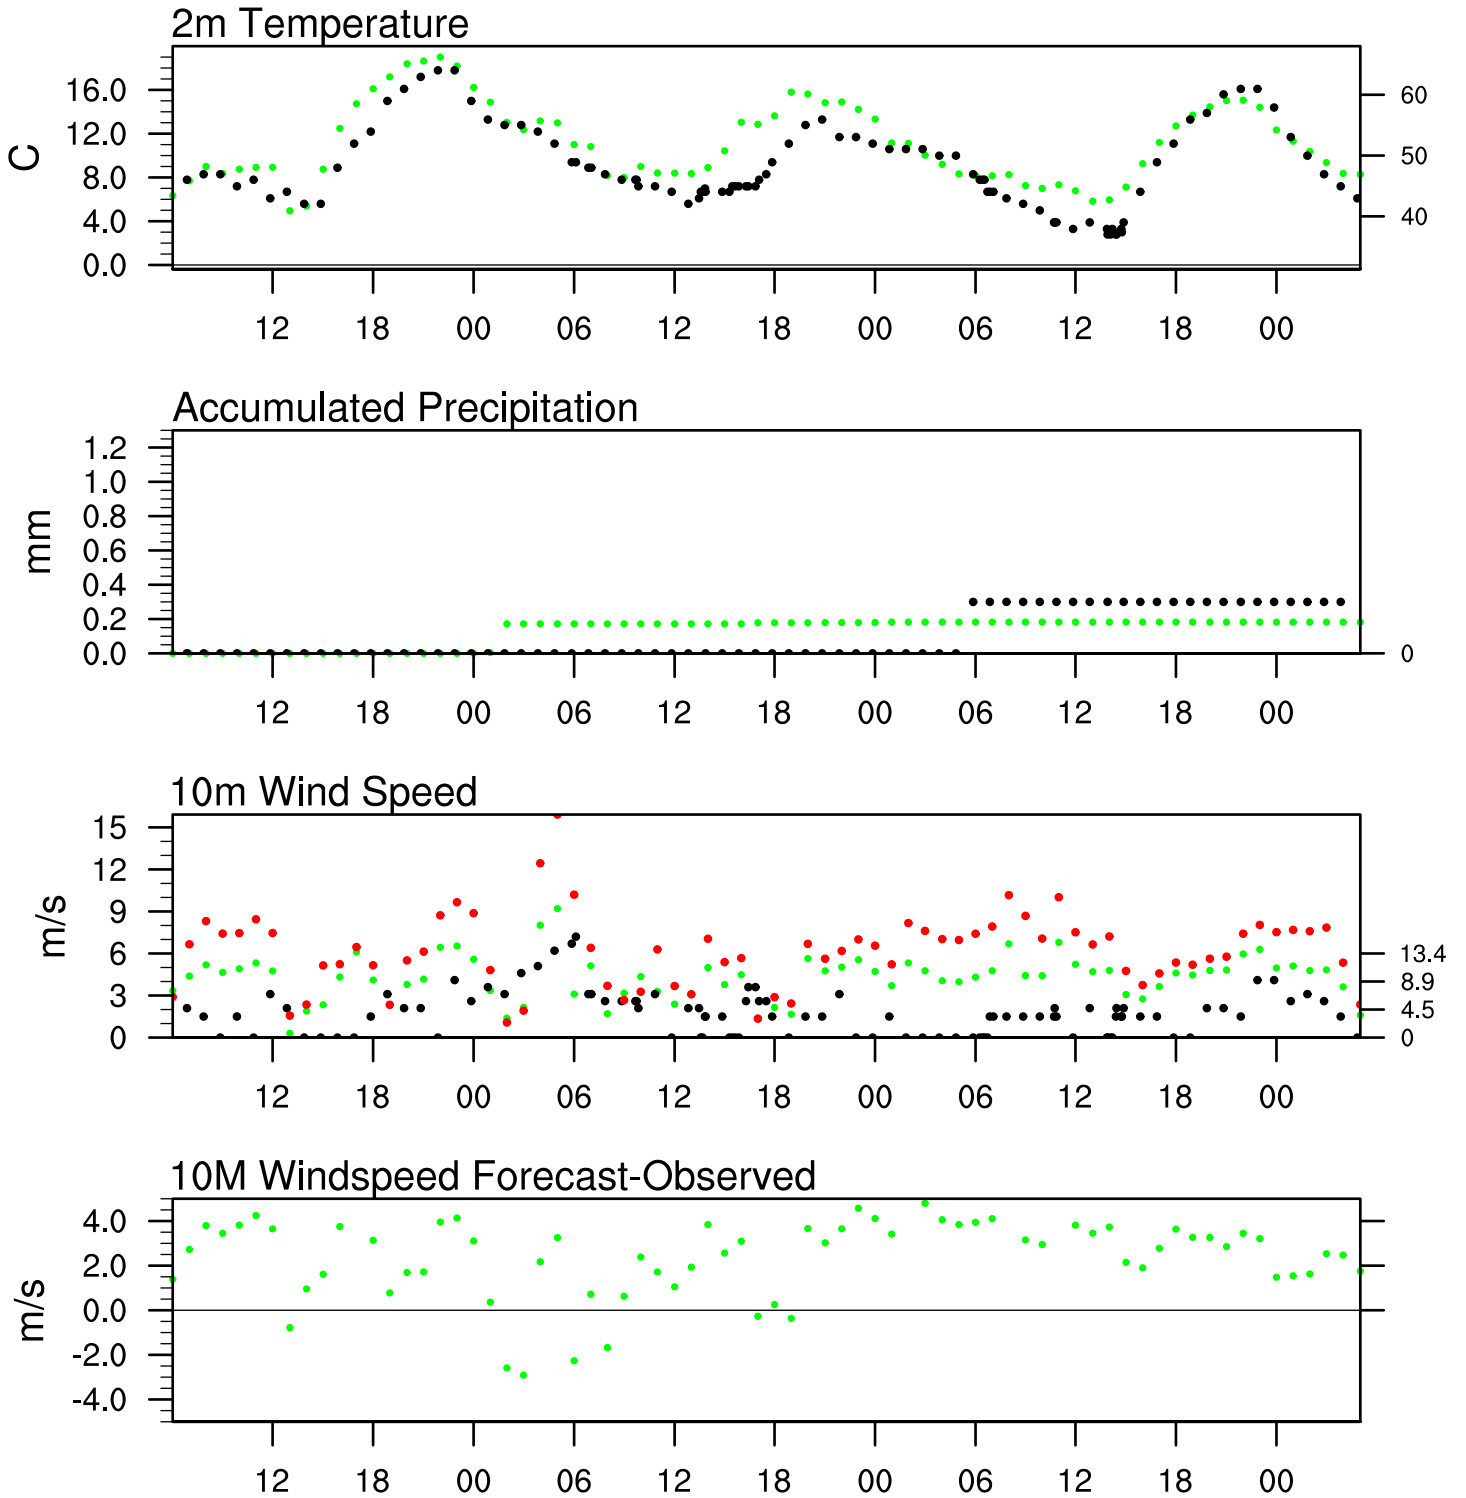 2m Temperature
16.0
12.0
8.0
4.0
0.0
C
60
50
40
12 18 00 06 12 18 00 06 12 18 00
Accumulated Precipitation
1.2
1.0
0.8
0.6
0.4
0.2
0.0
mm
0
12 18 00 06 12 18 00 06 12 18 00
10m Wind Speed
15
12
9
6
3
0
m/s
13.4
8.9
4.5
0
12 18 00 06 12 18 00 06 12 18 00
10M Windspeed Forecast-Observed
4.0
2.0
0.0
-2.0
-4.0
m/s
12 18 00 06 12 18 00 06 12 18 00